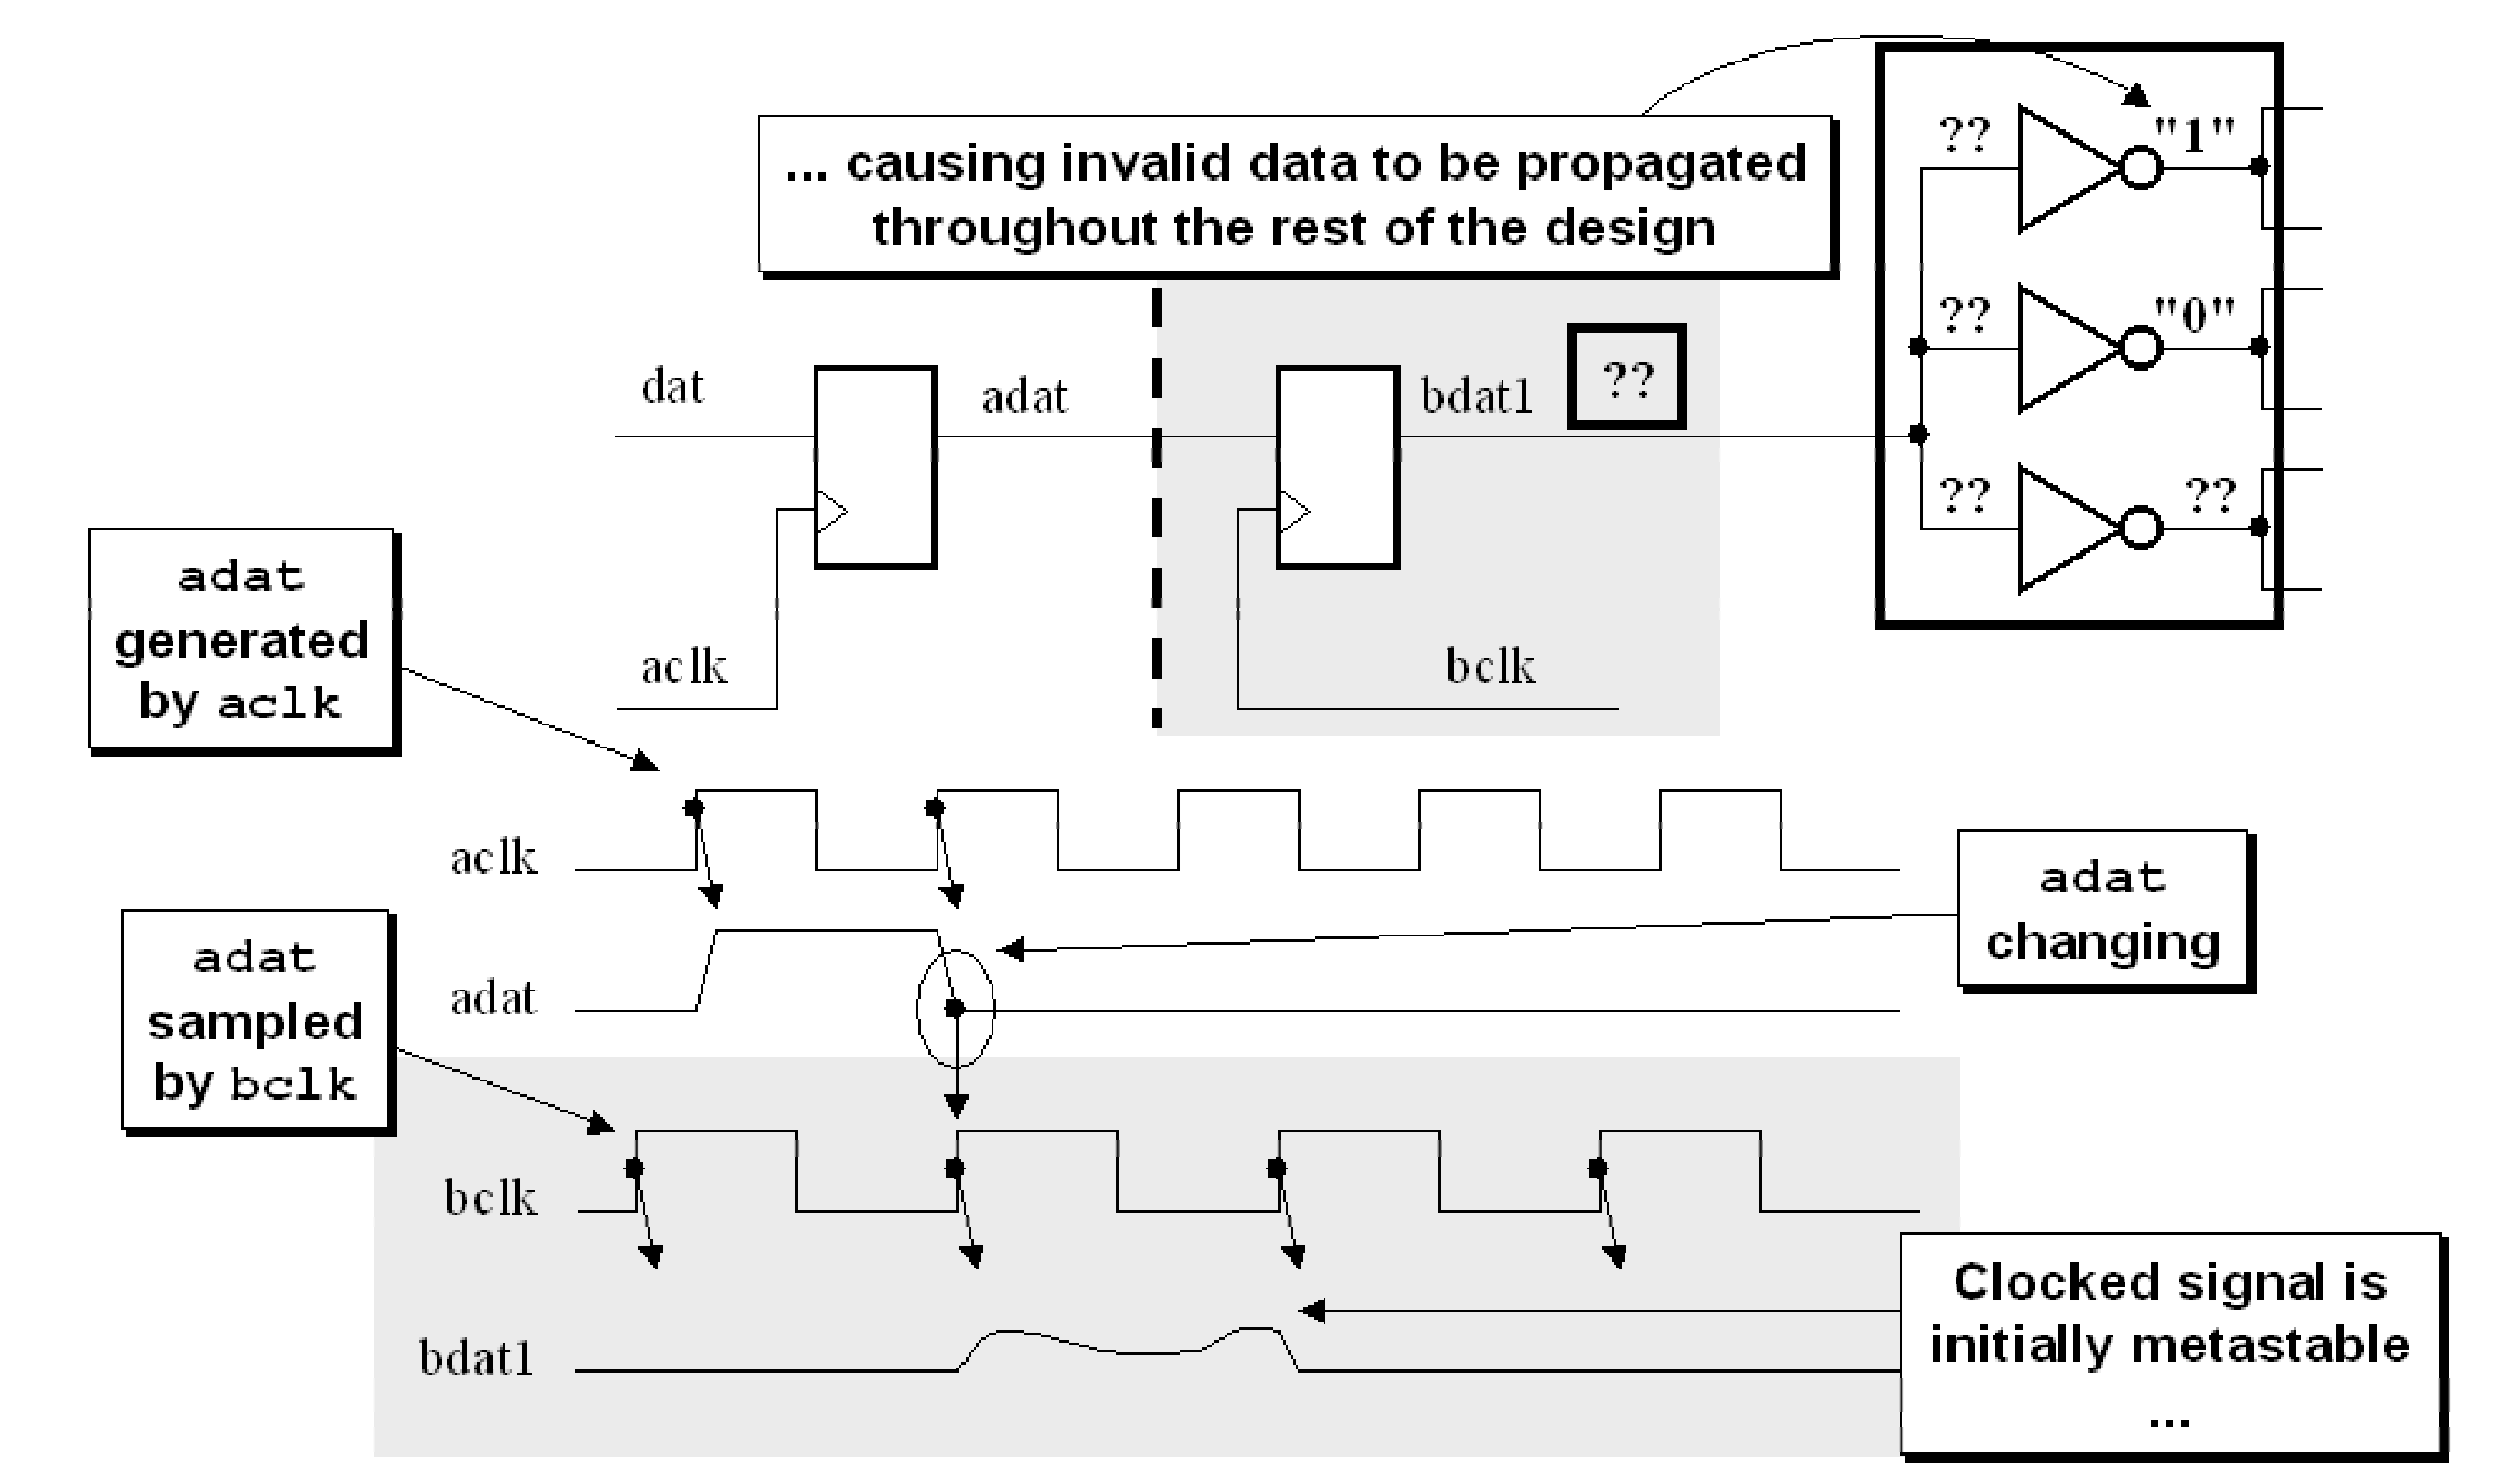 ... causing invalid data to be propagated
throughout the rest of the design
?? "1"
?? "0"
?? ??
dat
adat
bdat1
??
aclk
bclk
adat
generated
by aclk
aclk
adat
changing
adat
sampled
by bclk
adat
bclk
bdat1
Clocked signal is
initially metastable
...